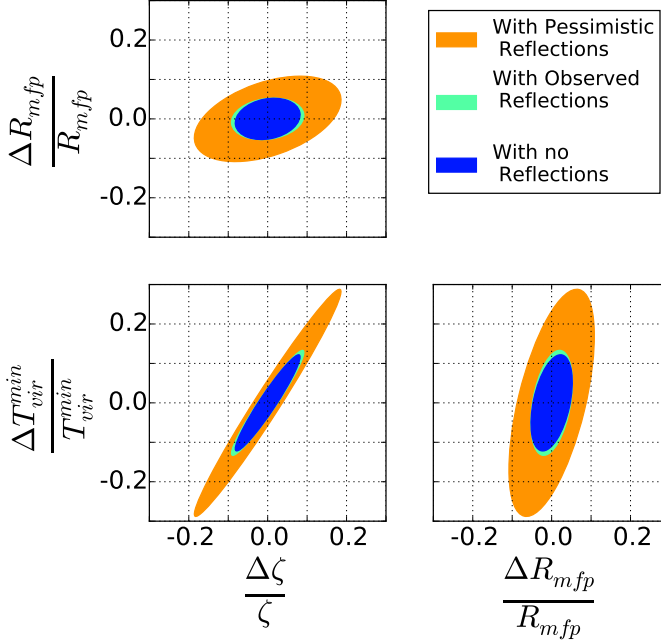 0.3
0.0
-0.2
ΔR_mfp
R_mfp
With Pessimistic
Reflections
With Observed
Reflections
With no
Reflections
0.2
0.0
-0.2
ΔT_vir^min
T_vir^min
-0.2 0.0 0.2
Δζ
ζ
-0.2 0.0 0.2
ΔR_mfp
R_mfp